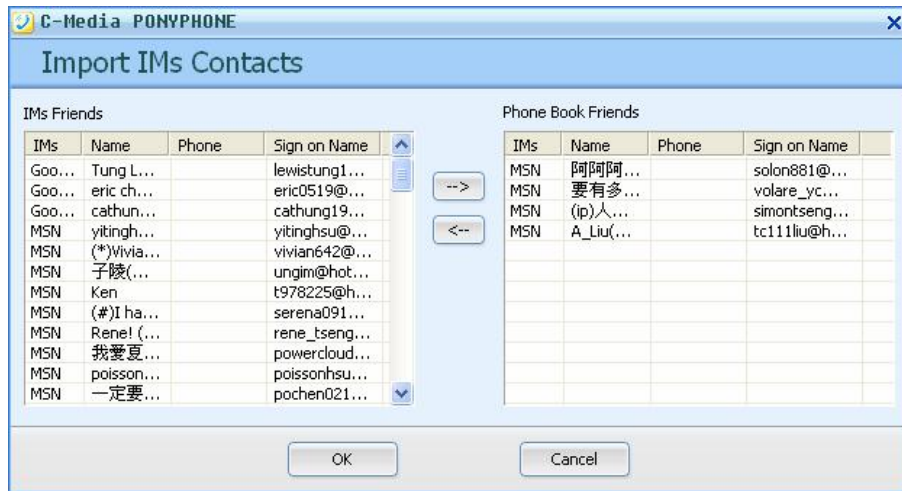 C-Media PONYPHONE
Import IMs Contacts
IMs Friends
IMs Name Phone Sign on Name
Goo... Tung L... lewistung1...
Goo... eric ch... eric0519@...
Goo... cathun... cathung19...
MSN yitingh... yitinghsu@...
MSN (*)Vivia... vivian642@...
MSN 子陵(... ungim@hot...
MSN Ken t978225@h...
MSN (#)I ha... serena091...
MSN Rene! (... rene_tseng...
MSN 我愛夏... powercloud...
MSN poisson... poissonhsu...
MSN 一定要... pochen021...
-->
<--
Phone Book Friends
IMs Name Phone Sign on Name
MSN 阿阿阿... solon881@...
MSN 要有多... volare_yc...
MSN (ip)人... simontseng...
MSN A_Liu(... tc111liu@h...
OK Cancel